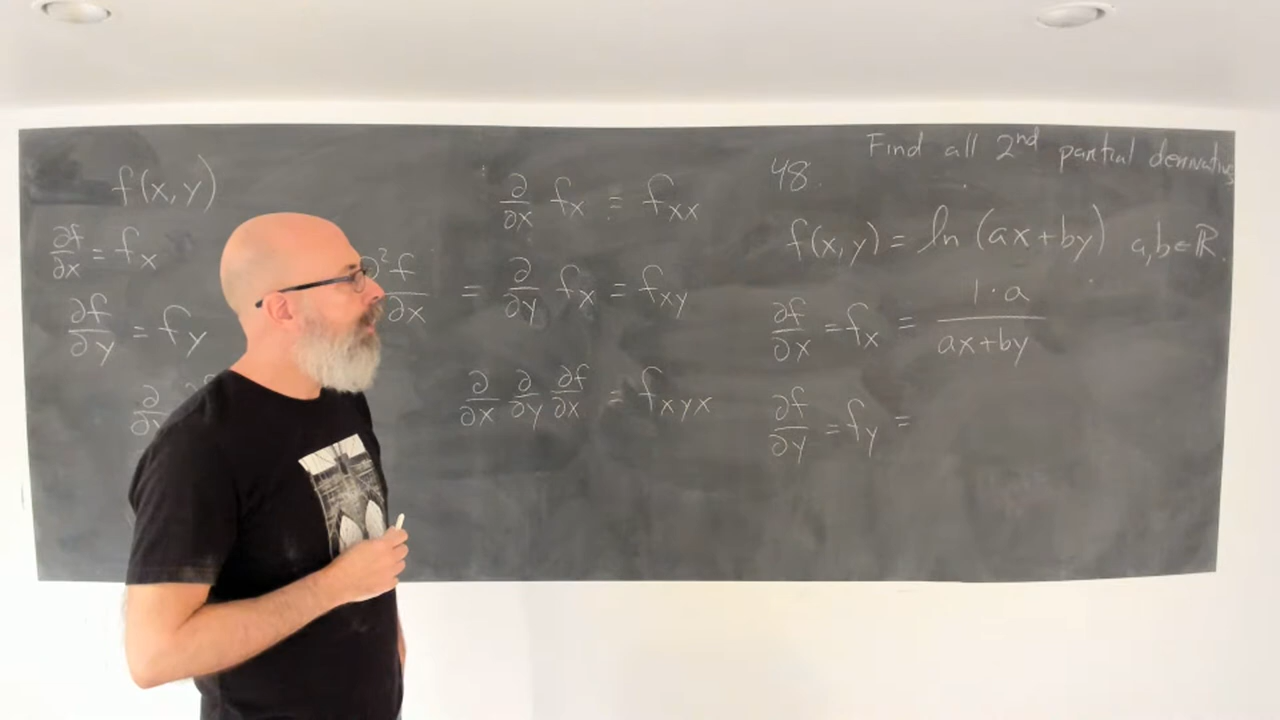 f(x,y)
∂f/∂x = fx
∂f/∂y = fy
∂/∂
∂²f/∂x = ∂/∂y fx = fxy
∂/∂x fx = fxx
∂/∂x ∂/∂y ∂f/∂x = fxyx
Find all 2nd partial derivatives
48.
f(x,y) = ln (ax+by) a,b∈ℝ.
∂f/∂x = fx = 1·a/ax+by
∂f/∂y = fy =